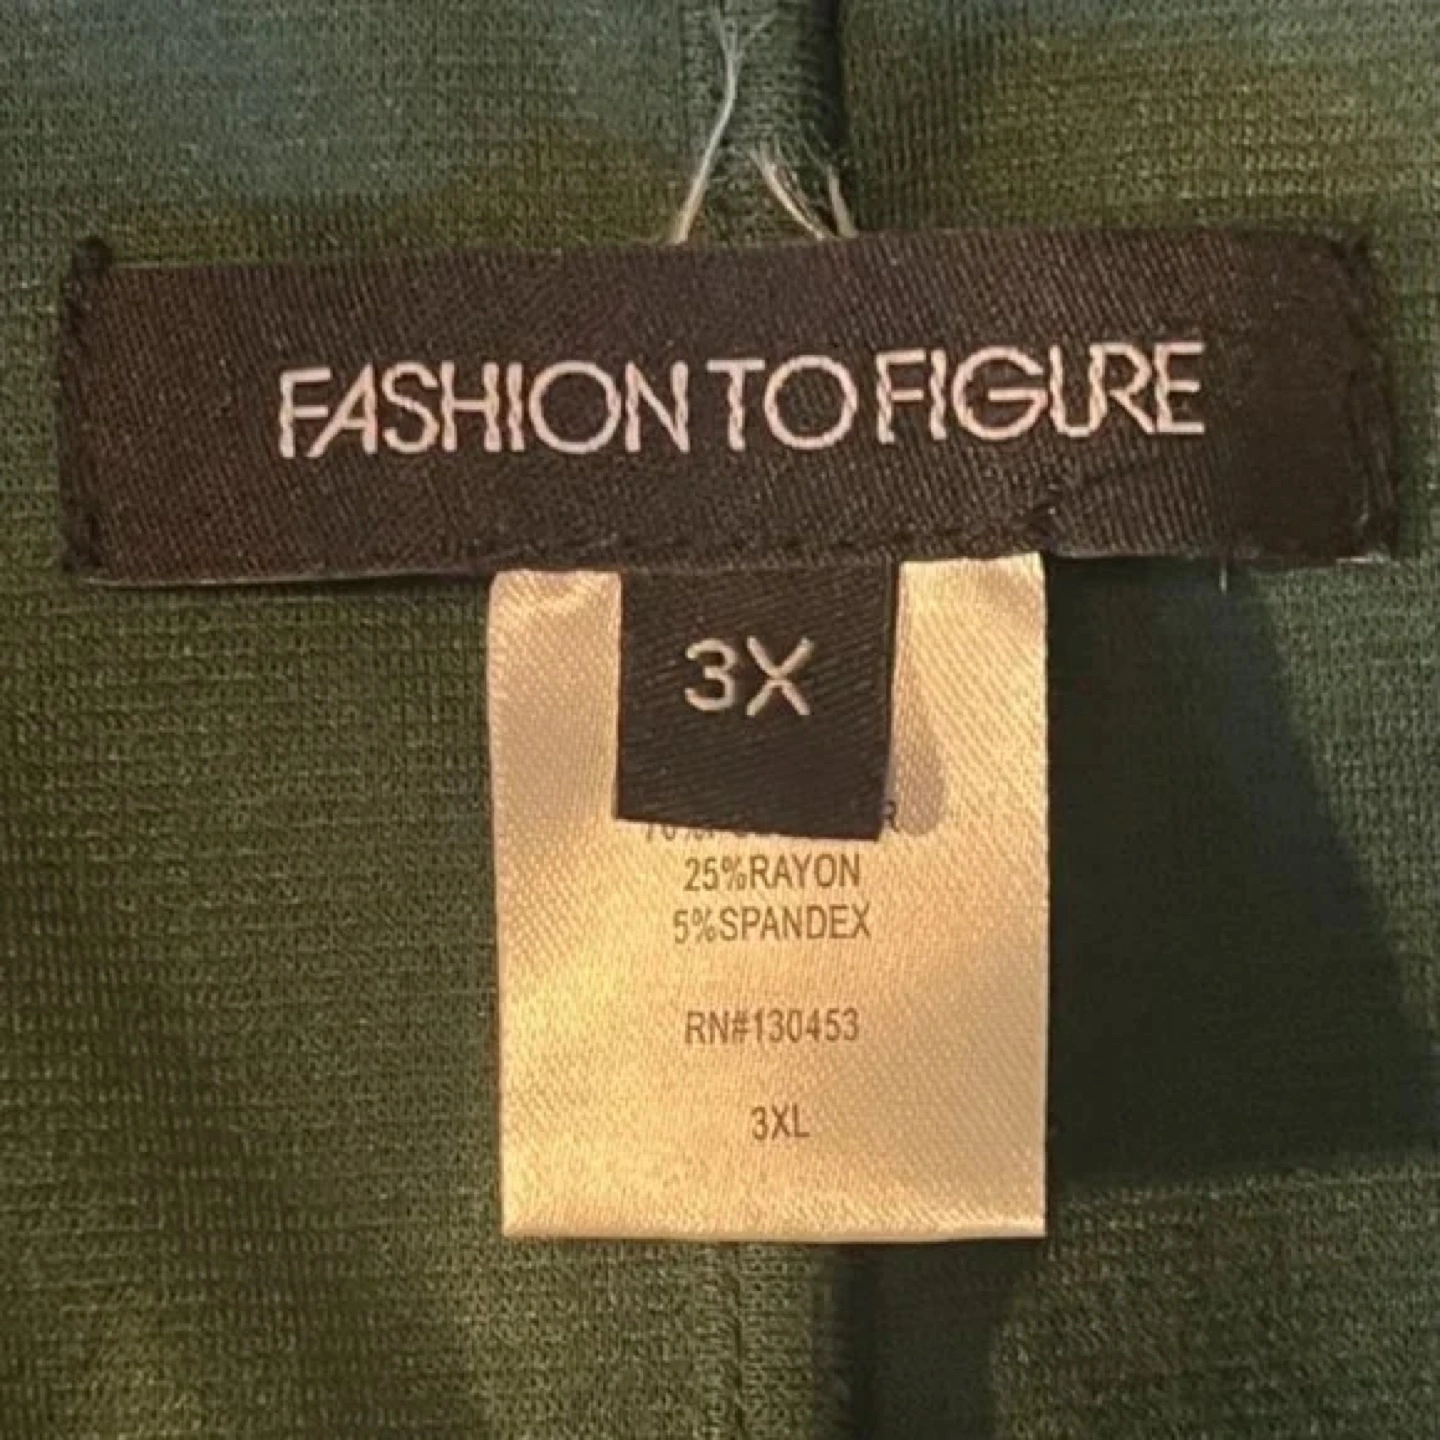 FASHION TO FIGURE
3X
25%RAYON
5%SPANDEX
RN#130453
3XL